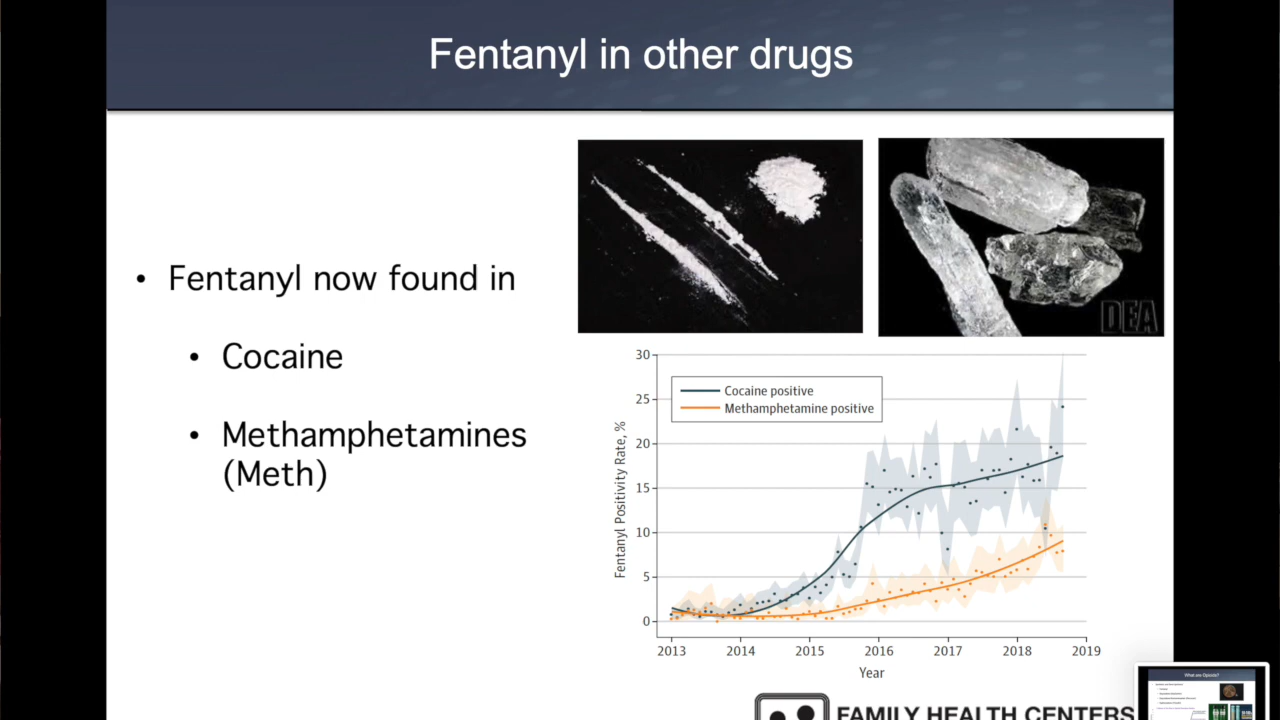 Fentanyl in other drugs
• Fentanyl now found in
• Cocaine
• Methamphetamines
(Meth)
DEA
30
25
20
15
10
5
0
Fentanyl Positivity Rate, %
Cocaine positive
Methamphetamine positive
2013 2014 2015 2016 2017 2018 2019
Year
FAMILY HEALTH CENTERS
What are Opioids?